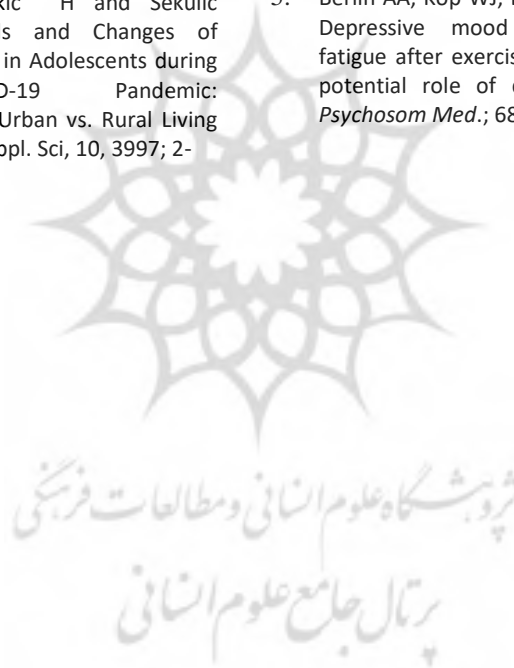 H and Sekulic
s and Changes of
in Adolescents during
D-19 Pandemic:
Urban vs. Rural Living
ppl. Sci, 10, 3997; 2-
Berlin AA, Kop WJ,
Depressive mood
fatigue after exercis
potential role of
Psychosom Med.; 68
پژوهشگاه علوم انسانی و مطالعات فرهنگی
پرتال جامع علوم انسانی